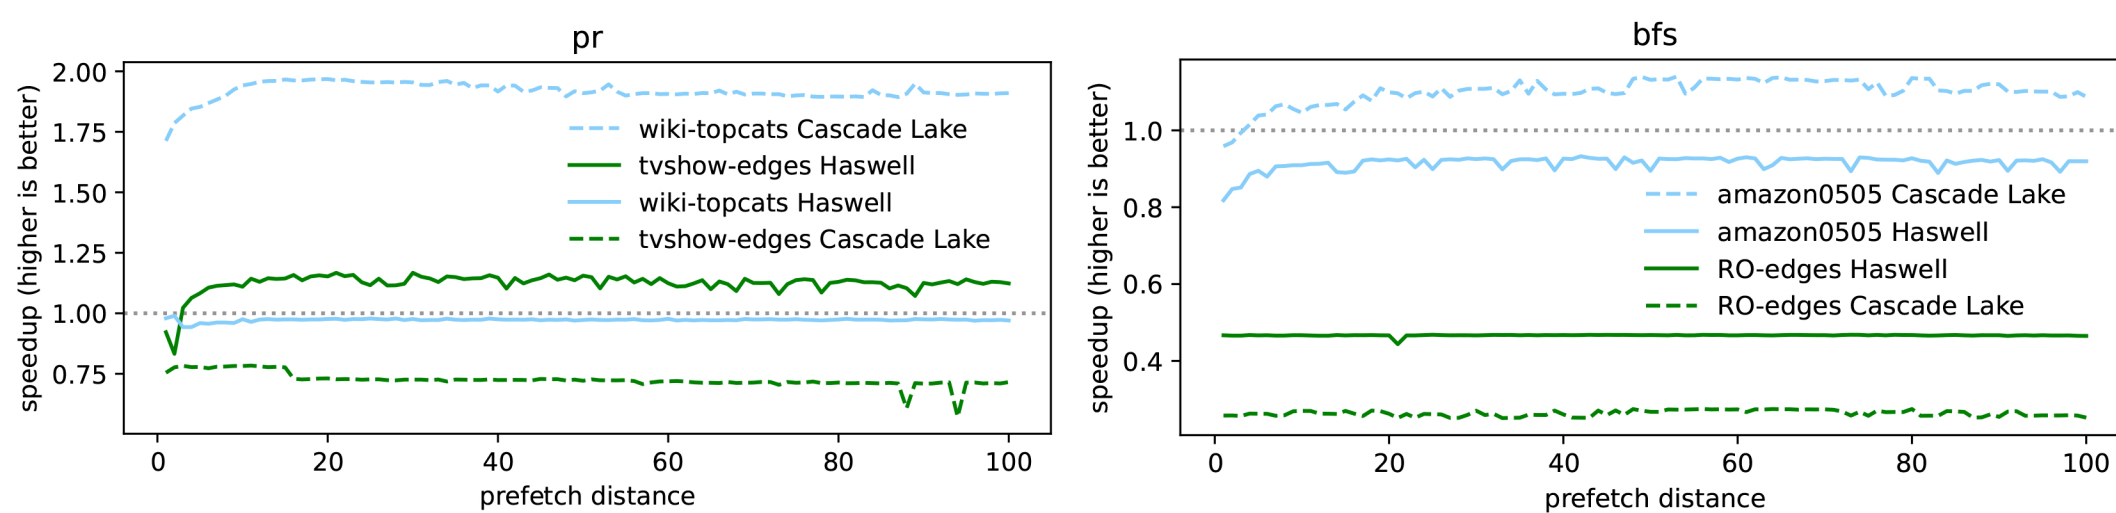 pr
speedup (higher is better)
2.00
1.75
1.50
1.25
1.00
0.75
wiki-topcats Cascade Lake
tvshow-edges Haswell
wiki-topcats Haswell
tvshow-edges Cascade Lake
0 20 40 60 80 100
prefetch distance
bfs
speedup (higher is better)
1.0
0.8
0.6
0.4
amazon0505 Cascade Lake
amazon0505 Haswell
RO-edges Haswell
RO-edges Cascade Lake
0 20 40 60 80 100
prefetch distance